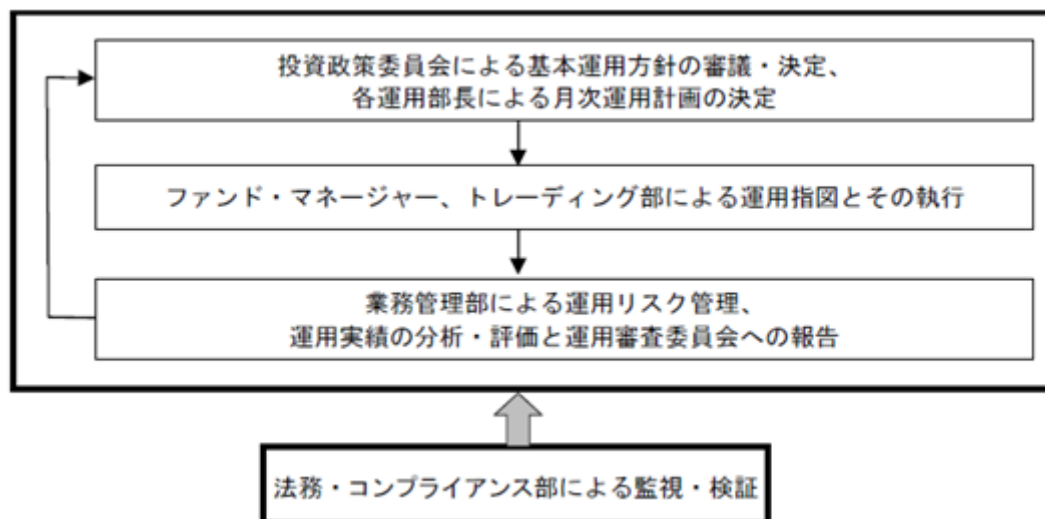 投資政策委員会による基本運用方針の審議・決定、
各運用部長による月次運用計画の決定
ファンド・マネージャー、トレーディング部による運用指図とその執行
業務管理部による運用リスク管理、
運用実績の分析・評価と運用審査委員会への報告
法務・コンプライアンス部による監視・検証